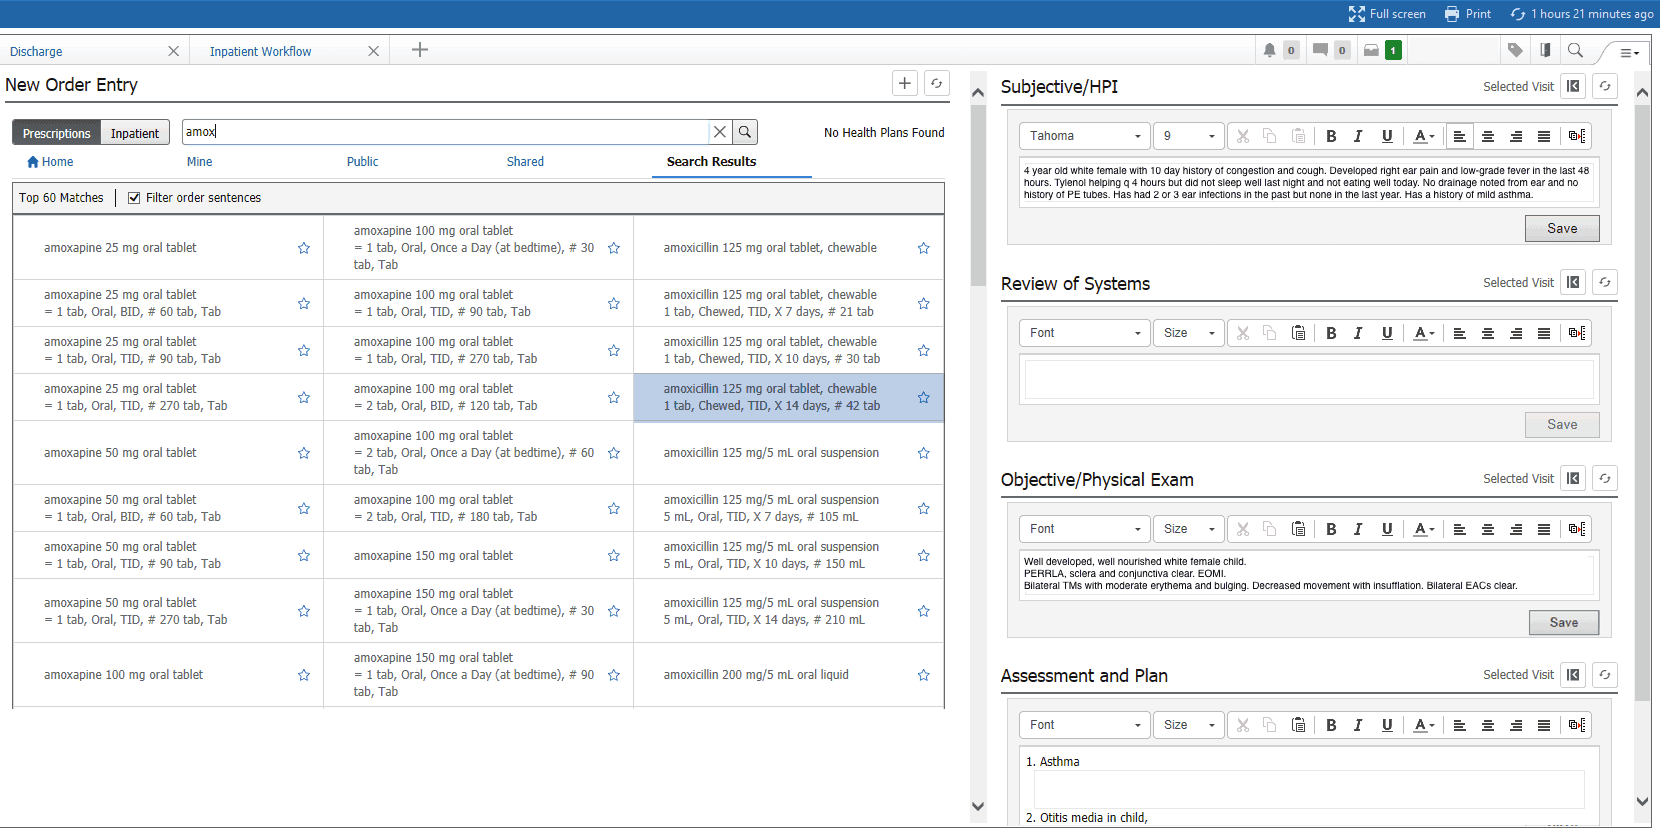 Full screen Print 1 hours 21 minutes ago
Discharge Inpatient Workflow 0 0 1
New Order Entry
Prescriptions Inpatient amox No Health Plans Found
Home Mine Public Shared Search Results
Top 60 Matches Filter order sentences
amoxapine 25 mg oral tablet
amoxapine 100 mg oral tablet
= 1 tab, Oral, Once a Day (at bedtime), # 30
tab, Tab
amoxicillin 125 mg oral tablet, chewable
amoxapine 25 mg oral tablet
= 1 tab, Oral, BID, # 60 tab, Tab
amoxapine 100 mg oral tablet
= 1 tab, Oral, TID, # 90 tab, Tab
amoxicillin 125 mg oral tablet, chewable
1 tab, Chewed, TID, X 7 days, # 21 tab
amoxapine 25 mg oral tablet
= 1 tab, Oral, TID, # 90 tab, Tab
amoxapine 100 mg oral tablet
= 1 tab, Oral, TID, # 270 tab, Tab
amoxicillin 125 mg oral tablet, chewable
1 tab, Chewed, TID, X 10 days, # 30 tab
amoxapine 25 mg oral tablet
= 1 tab, Oral, TID, # 270 tab, Tab
amoxapine 100 mg oral tablet
= 2 tab, Oral, BID, # 120 tab, Tab
amoxicillin 125 mg oral tablet, chewable
1 tab, Chewed, TID, X 14 days, # 42 tab
amoxapine 50 mg oral tablet
amoxapine 100 mg oral tablet
= 2 tab, Oral, Once a Day (at bedtime), # 60
tab, Tab
amoxicillin 125 mg/5 mL oral suspension
amoxapine 50 mg oral tablet
= 1 tab, Oral, BID, # 60 tab, Tab
amoxapine 100 mg oral tablet
= 2 tab, Oral, TID, # 180 tab, Tab
amoxicillin 125 mg/5 mL oral suspension
5 mL, Oral, TID, X 7 days, # 105 mL
amoxapine 50 mg oral tablet
= 1 tab, Oral, TID, # 90 tab, Tab
amoxapine 150 mg oral tablet
amoxicillin 125 mg/5 mL oral suspension
5 mL, Oral, TID, X 10 days, # 150 mL
amoxapine 50 mg oral tablet
= 1 tab, Oral, TID, # 270 tab, Tab
amoxapine 150 mg oral tablet
= 1 tab, Oral, Once a Day (at bedtime), # 30
tab, Tab
amoxicillin 125 mg/5 mL oral suspension
5 mL, Oral, TID, X 14 days, # 210 mL
amoxapine 100 mg oral tablet
amoxapine 150 mg oral tablet
= 1 tab, Oral, Once a Day (at bedtime), # 90
tab, Tab
amoxicillin 200 mg/5 mL oral liquid
Subjective/HPI Selected Visit
Tahoma 9 B I U A
4 year old white female with 10 day history of congestion and cough. Developed right ear pain and low-grade fever in the last 48
hours. Tylenol helping q 4 hours but did not sleep well last night and not eating well today. No drainage noted from ear and no
history of PE tubes. Has had 2 or 3 ear infections in the past but none in the last year. Has a history of mild asthma.
Save
Review of Systems Selected Visit
Font Size B I U A
Save
Objective/Physical Exam Selected Visit
Font Size B I U A
Well developed, well nourished white female child.
PERRLA, sclera and conjunctiva clear. EOMI.
Bilateral TMs with moderate erythema and bulging. Decreased movement with insufflation. Bilateral EACs clear.
Save
Assessment and Plan Selected Visit
Font Size B I U A
1. Asthma
2. Otitis media in child,